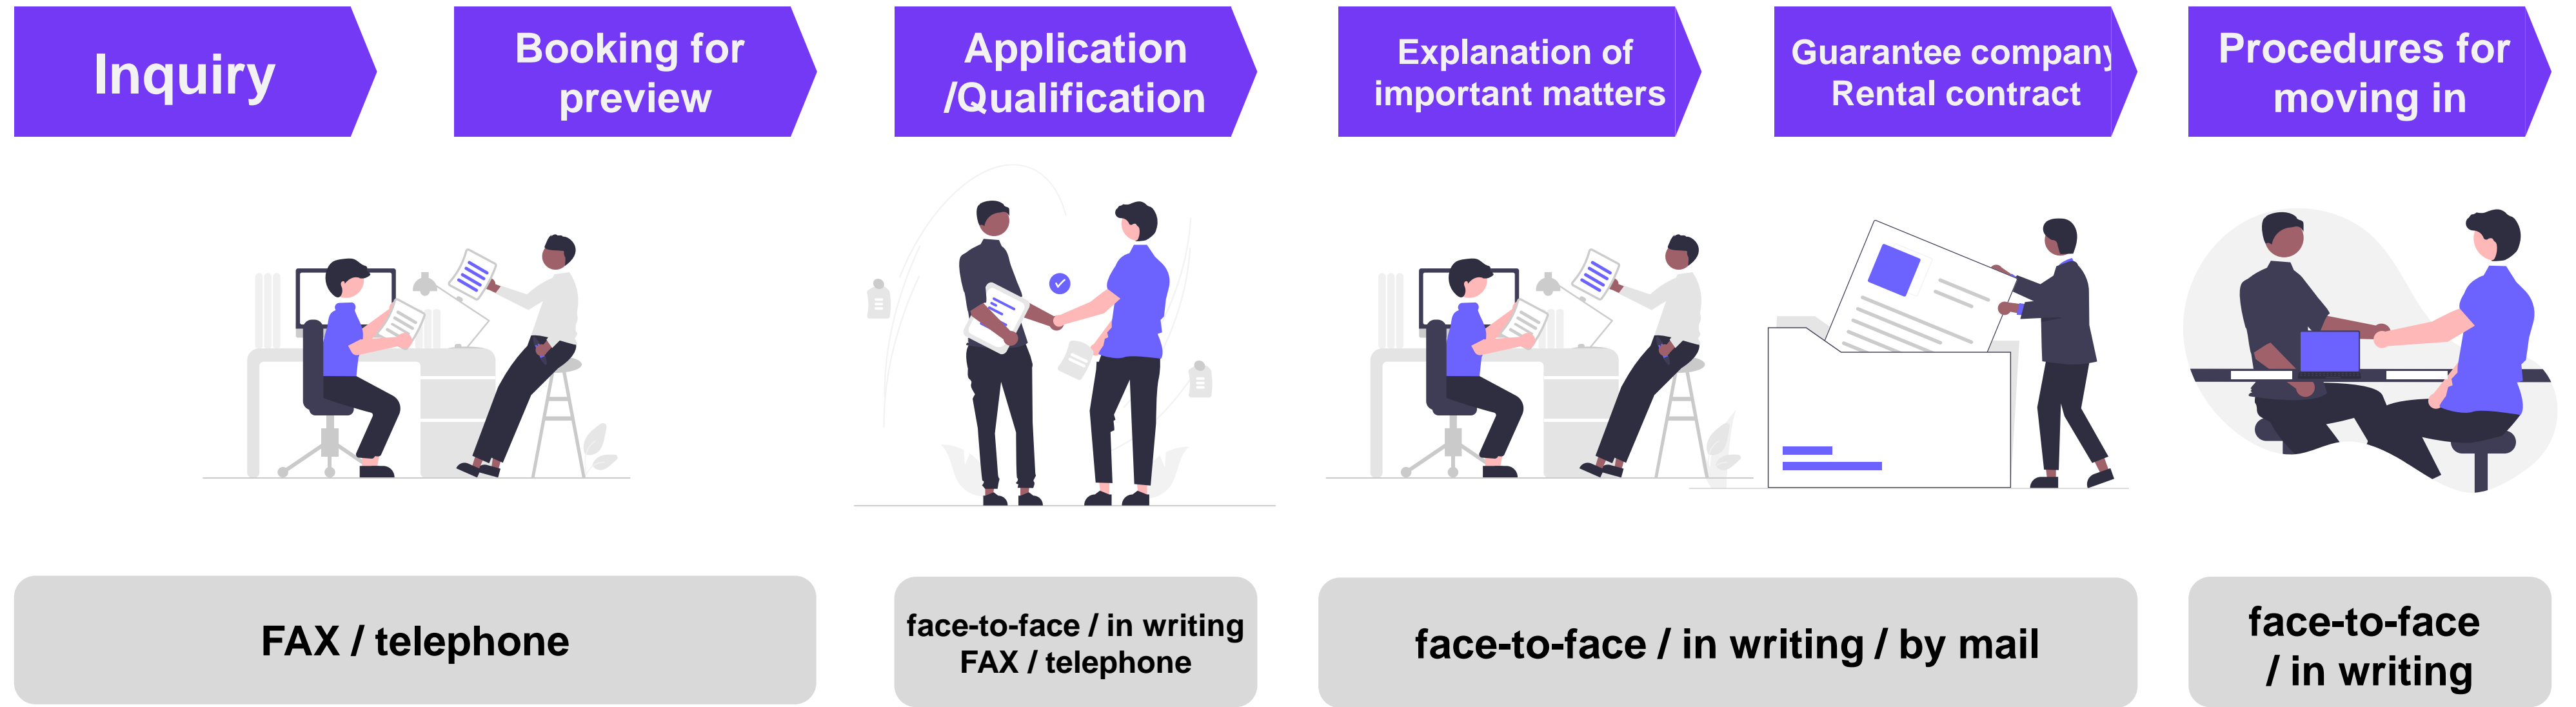 Inquiry
Booking for
preview
Application
/Qualification
Explanation of
important matters
Guarantee company
Rental contract
Procedures for
moving in
FAX / telephone
face-to-face / in writing
FAX / telephone
face-to-face / in writing / by mail
face-to-face
/ in writing